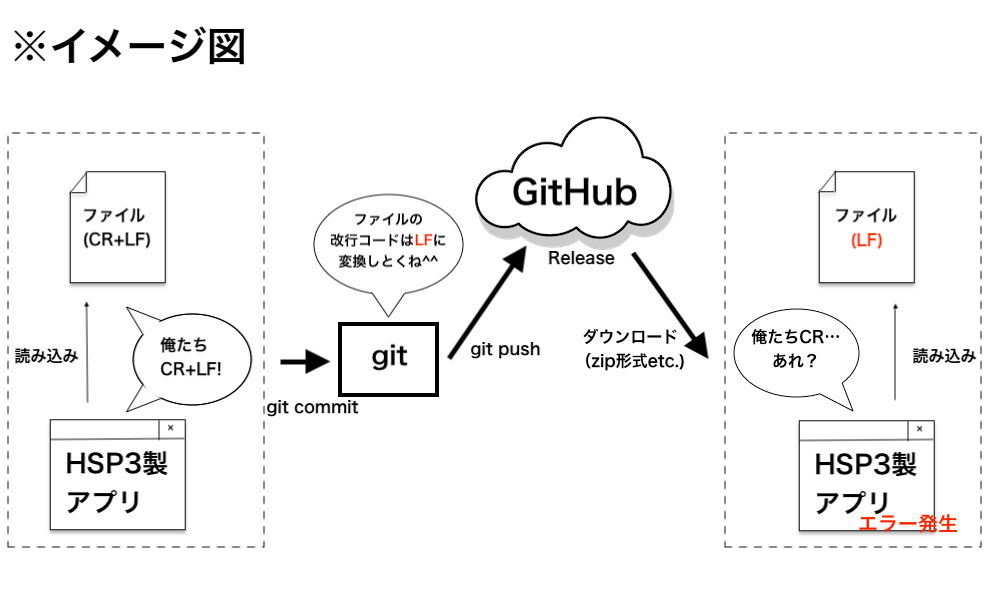 ※イメージ図
ファイル
(CR+LF)
読み込み
俺たち
CR+LF!
×
HSP3製
アプリ
git commit
ファイルの
改行コードはLFに
変換しとくね^^
git
git push
GitHub
Release
ダウンロード
(zip形式etc.)
ファイル
(LF)
俺たちCR…
あれ？
読み込み
×
HSP3製
アプリ
エラー発生